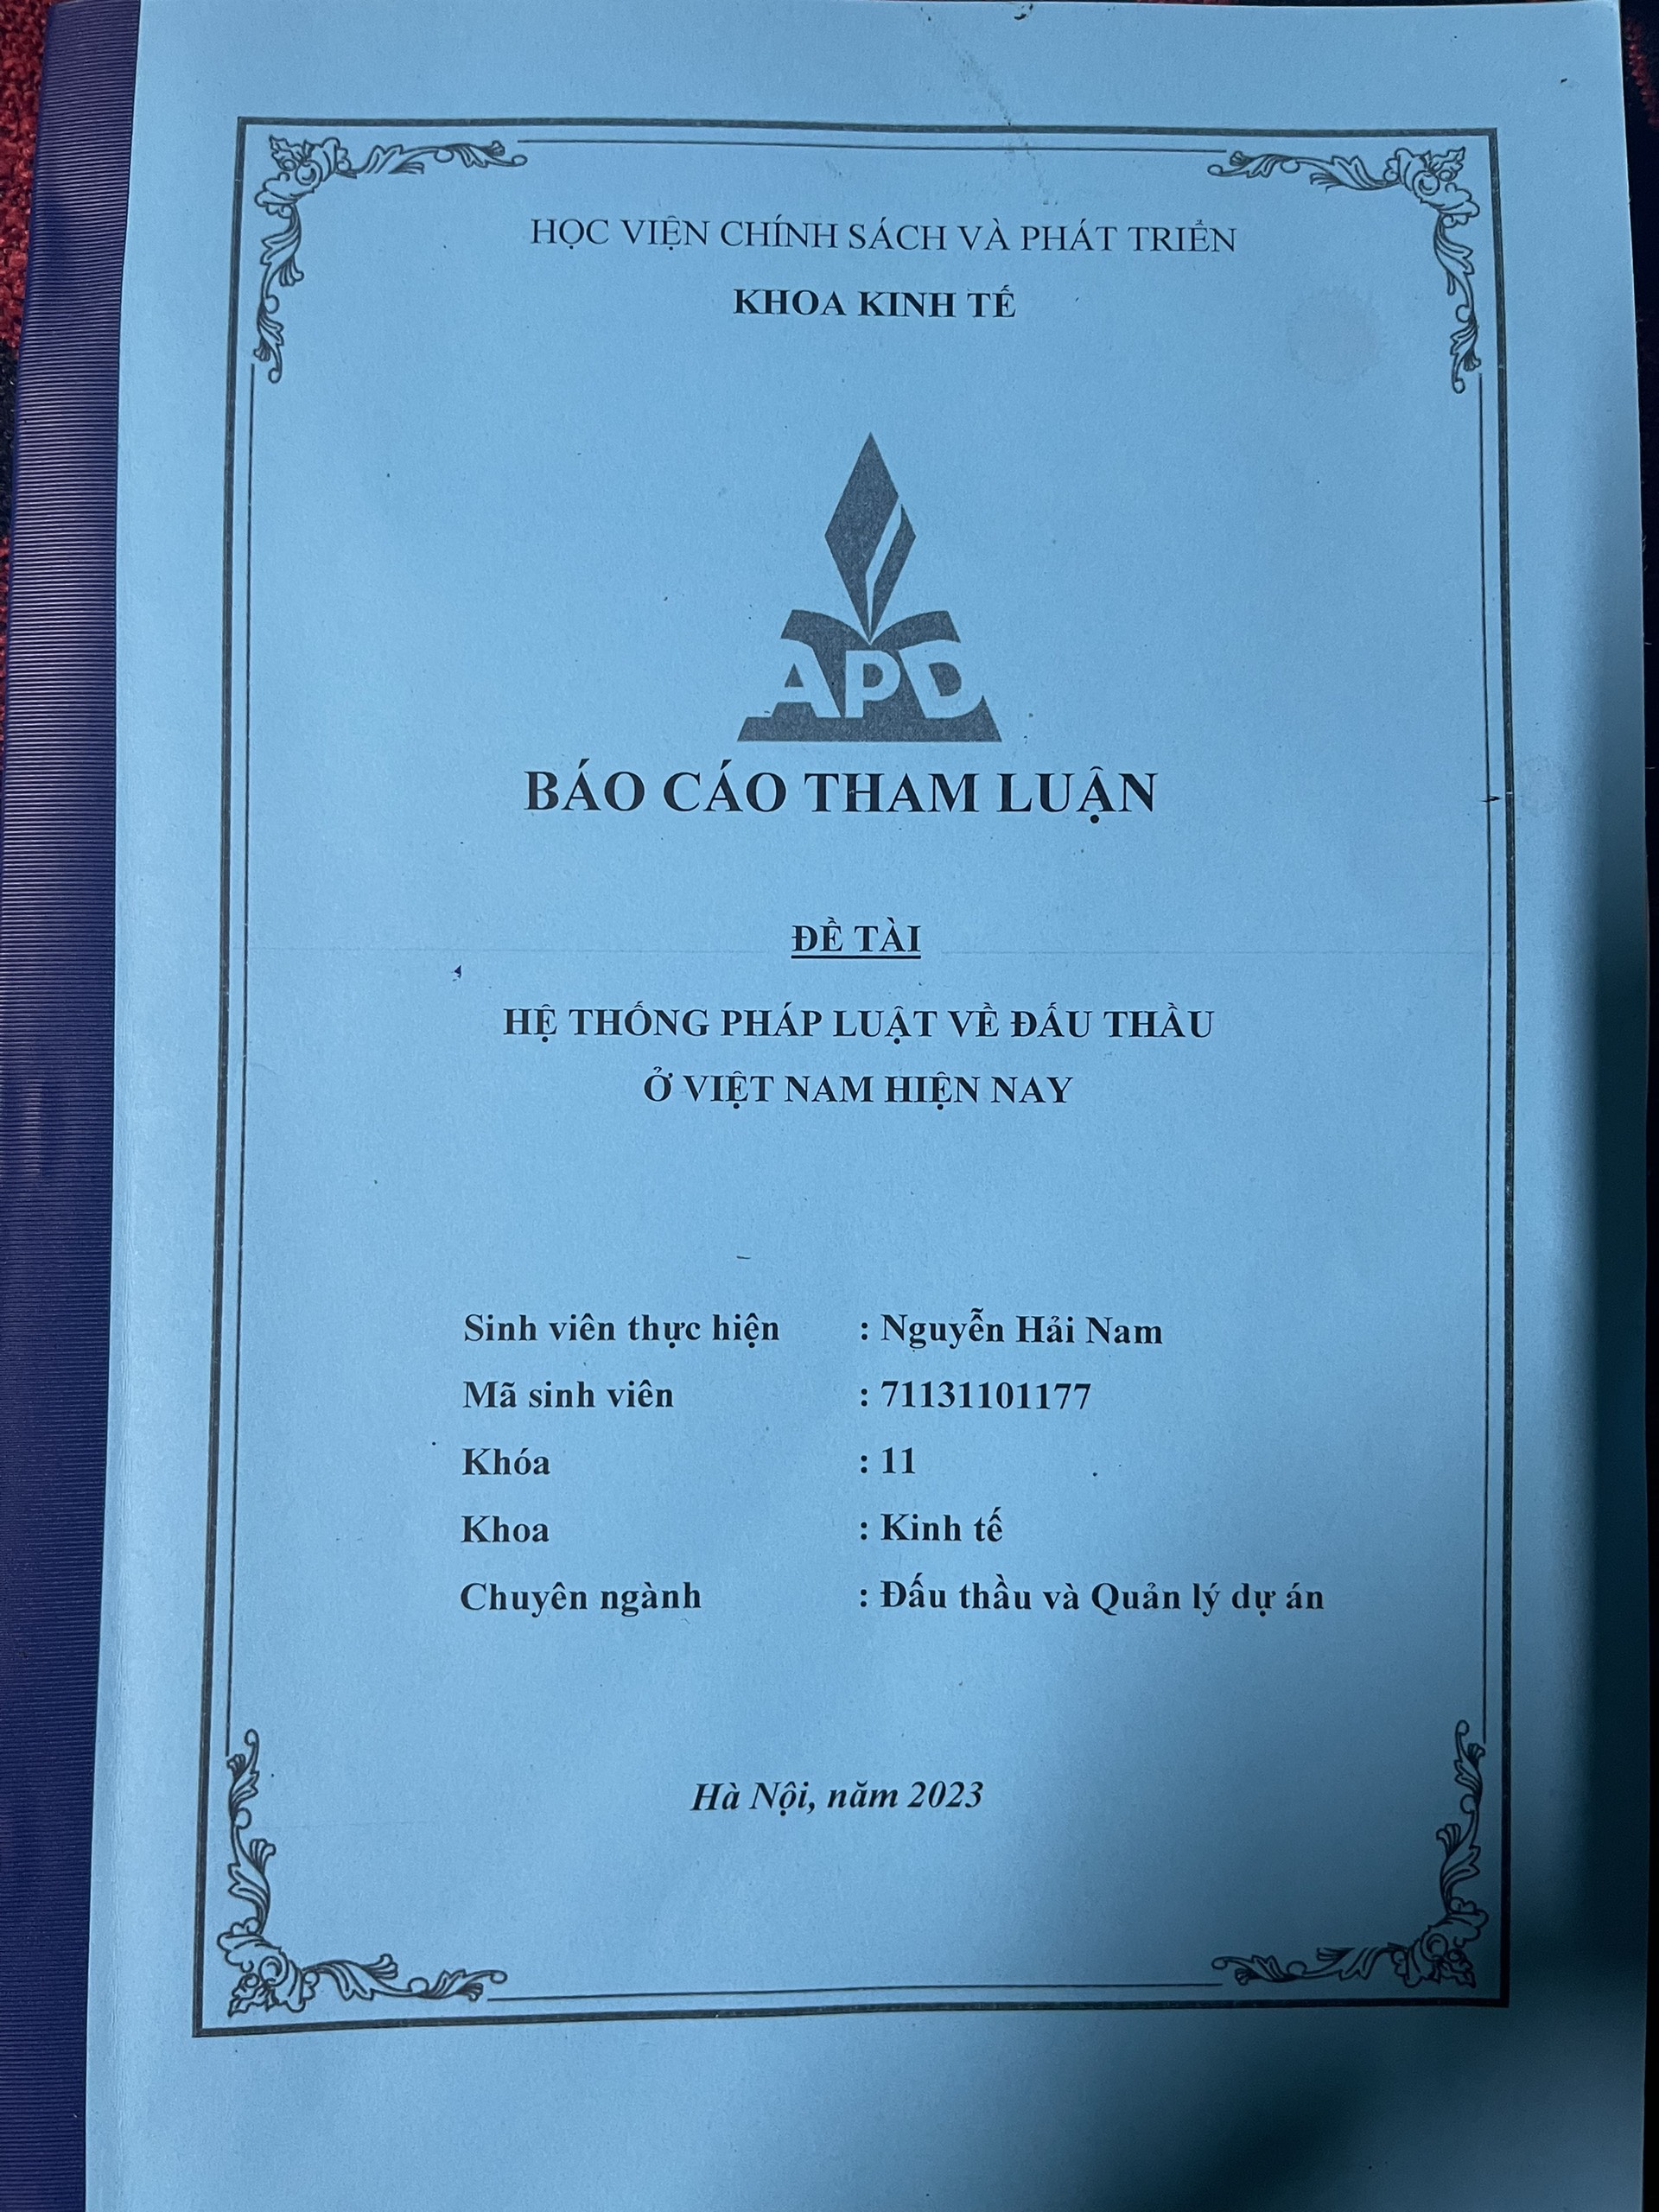 HỌC VIỆN CHÍNH SÁCH VÀ PHÁT TRIỂN
KHOA KINH TẾ
APD
BÁO CÁO THAM LUẬN
ĐỀ TÀI
HỆ THỐNG PHÁP LUẬT VỀ ĐẤU THẦU
Ở VIỆT NAM HIỆN NAY
Sinh viên thực hiện : Nguyễn Hải Nam
Mã sinh viên : 71131101177
Khóa : 11
Khoa : Kinh tế
Chuyên ngành : Đấu thầu và Quản lý dự án
Hà Nội, năm 2023